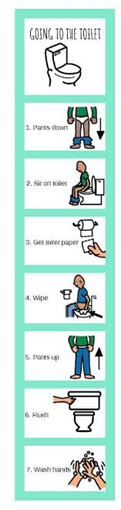 GOING TO THE TOILET
1. Pants down
2. Sit on toilet
3. Get toilet paper
4. Wipe
5. Pants up
6. Flush
7. Wash hands